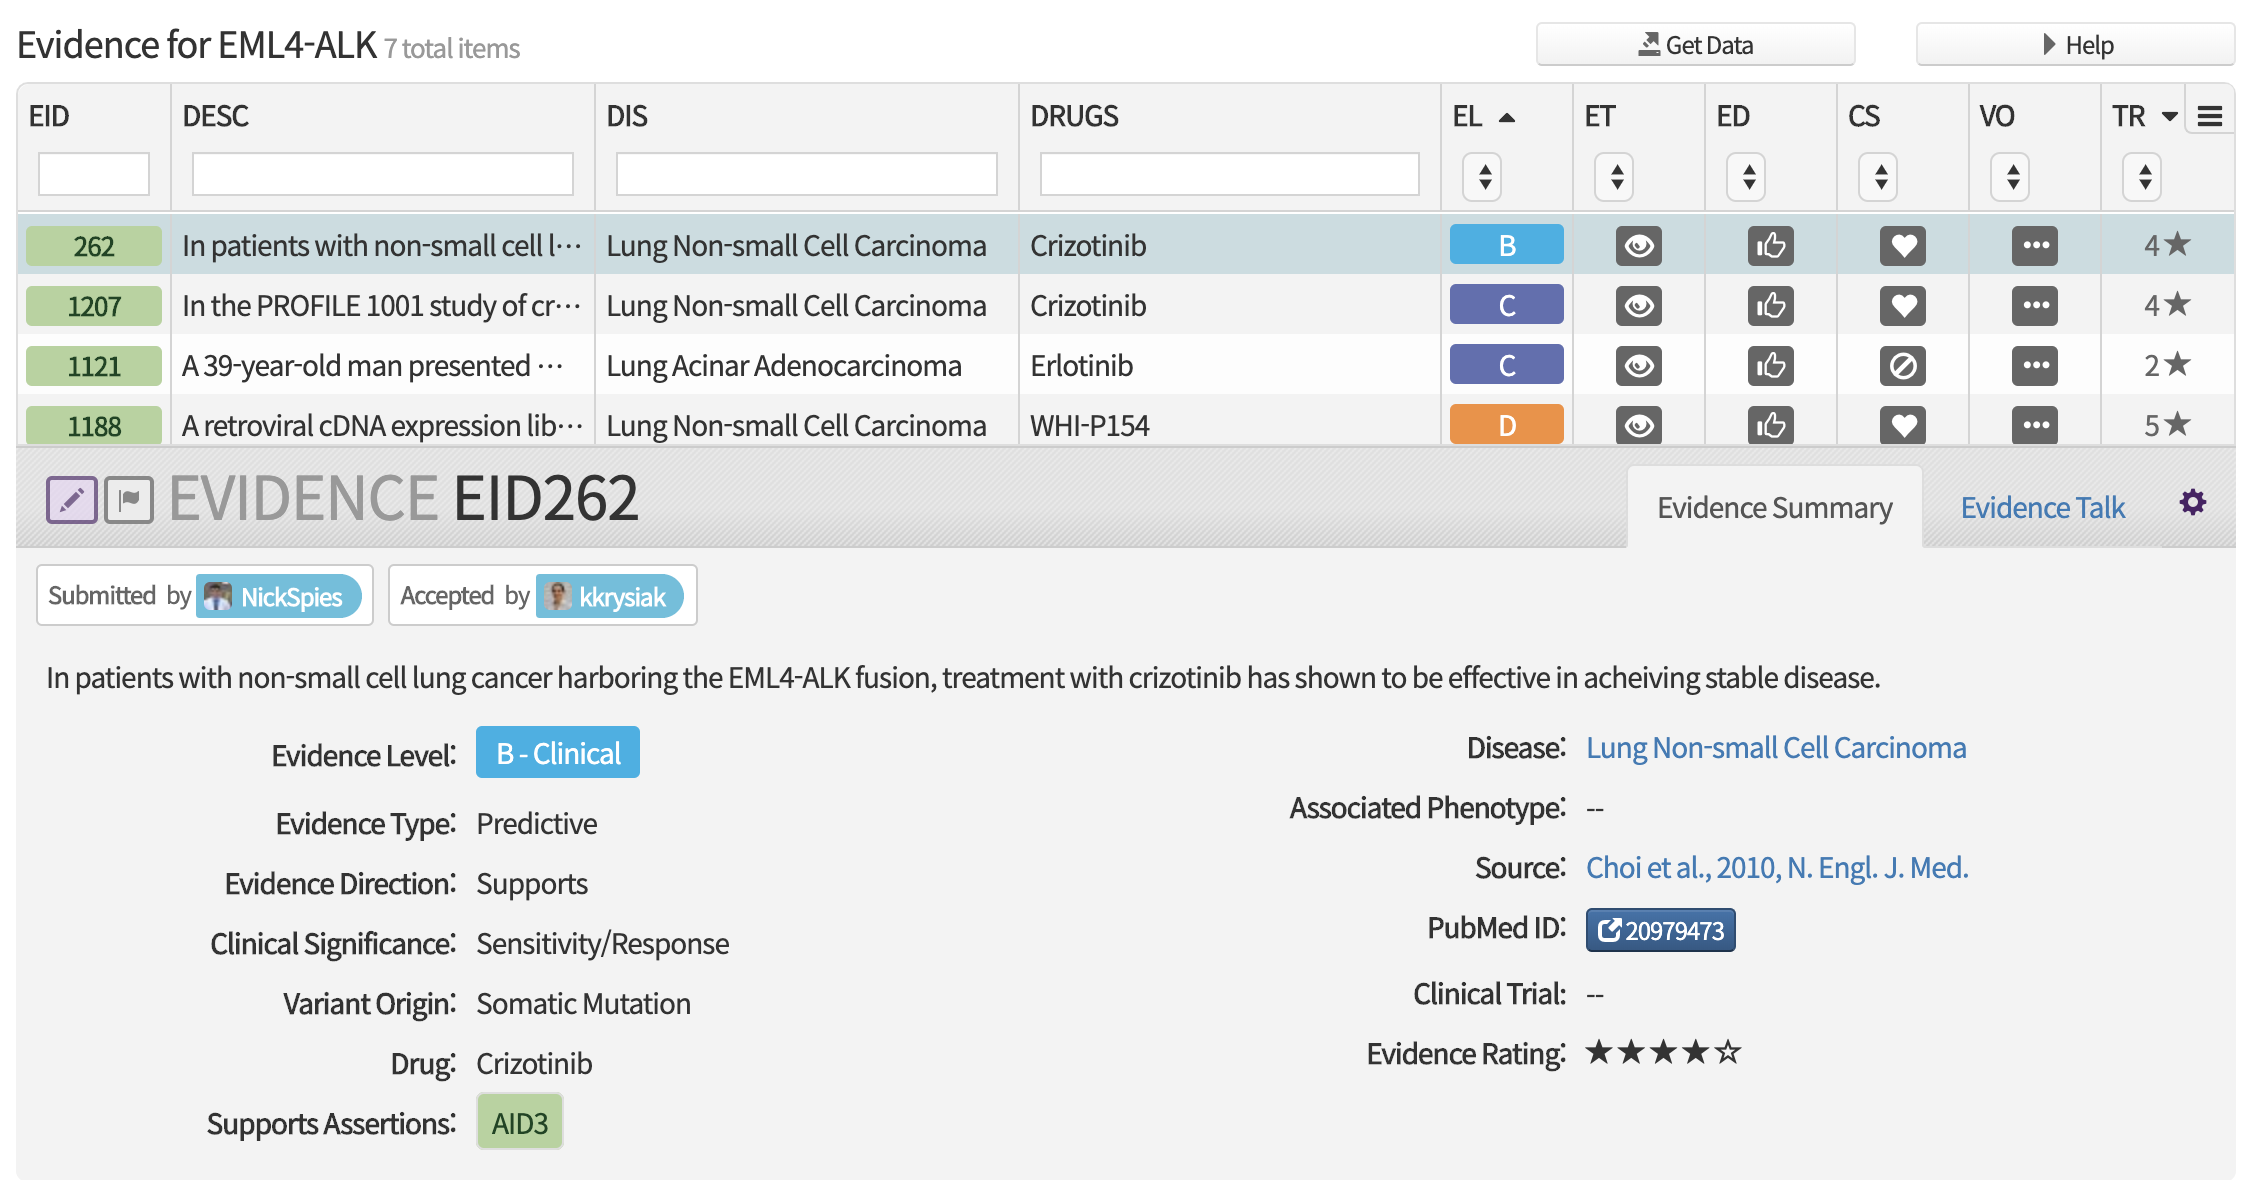 Evidence for EML4-ALK 7 total items
Get Data
Help
EID DESC DIS DRUGS EL ET ED CS VO TR
262 In patients with non-small cell l··· Lung Non-small Cell Carcinoma Crizotinib B 4★
1207 In the PROFILE 1001 study of cr··· Lung Non-small Cell Carcinoma Crizotinib C 4★
1121 A 39-year-old man presented ··· Lung Acinar Adenocarcinoma Erlotinib C 2★
1188 A retroviral cDNA expression lib··· Lung Non-small Cell Carcinoma WHI-P154 D 5★
EVIDENCE EID262
Evidence Summary
Evidence Talk
Submitted by NickSpies
Accepted by kkrysiak
In patients with non-small cell lung cancer harboring the EML4-ALK fusion, treatment with crizotinib has shown to be effective in acheiving stable disease.
Evidence Level: B - Clinical
Evidence Type: Predictive
Evidence Direction: Supports
Clinical Significance: Sensitivity/Response
Variant Origin: Somatic Mutation
Drug: Crizotinib
Supports Assertions: AID3
Disease: Lung Non-small Cell Carcinoma
Associated Phenotype: --
Source: Choi et al., 2010, N. Engl. J. Med.
PubMed ID: 20979473
Clinical Trial: --
Evidence Rating: ★★★★☆